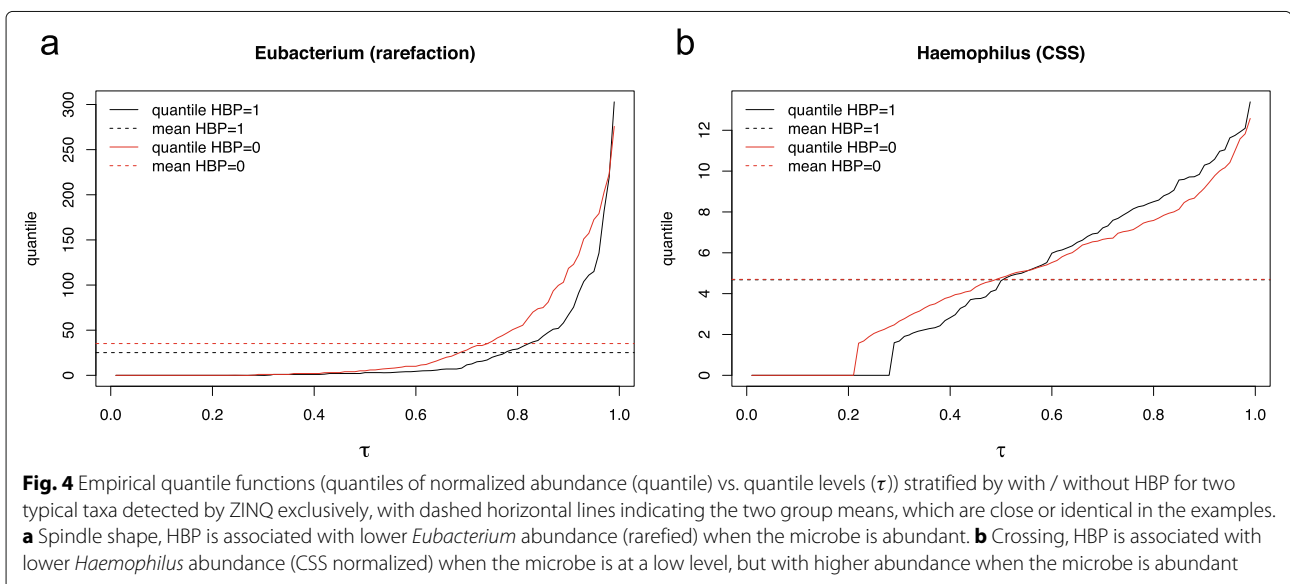 a
Eubacterium (rarefaction)
quantile HBP=1
mean HBP=1
quantile HBP=0
mean HBP=0
quantile
300
250
200
150
100
50
0
0.0 0.2 0.4 0.6 0.8 1.0
τ
b
Haemophilus (CSS)
quantile HBP=1
mean HBP=1
quantile HBP=0
mean HBP=0
quantile
12
10
8
6
4
2
0
0.0 0.2 0.4 0.6 0.8 1.0
τ
Fig. 4 Empirical quantile functions (quantiles of normalized abundance (quantile) vs. quantile levels (τ)) stratified by with / without HBP for two
typical taxa detected by ZINQ exclusively, with dashed horizontal lines indicating the two group means, which are close or identical in the examples.
a Spindle shape, HBP is associated with lower Eubacterium abundance (rarefied) when the microbe is abundant. b Crossing, HBP is associated with
lower Haemophilus abundance (CSS normalized) when the microbe is at a low level, but with higher abundance when the microbe is abundant